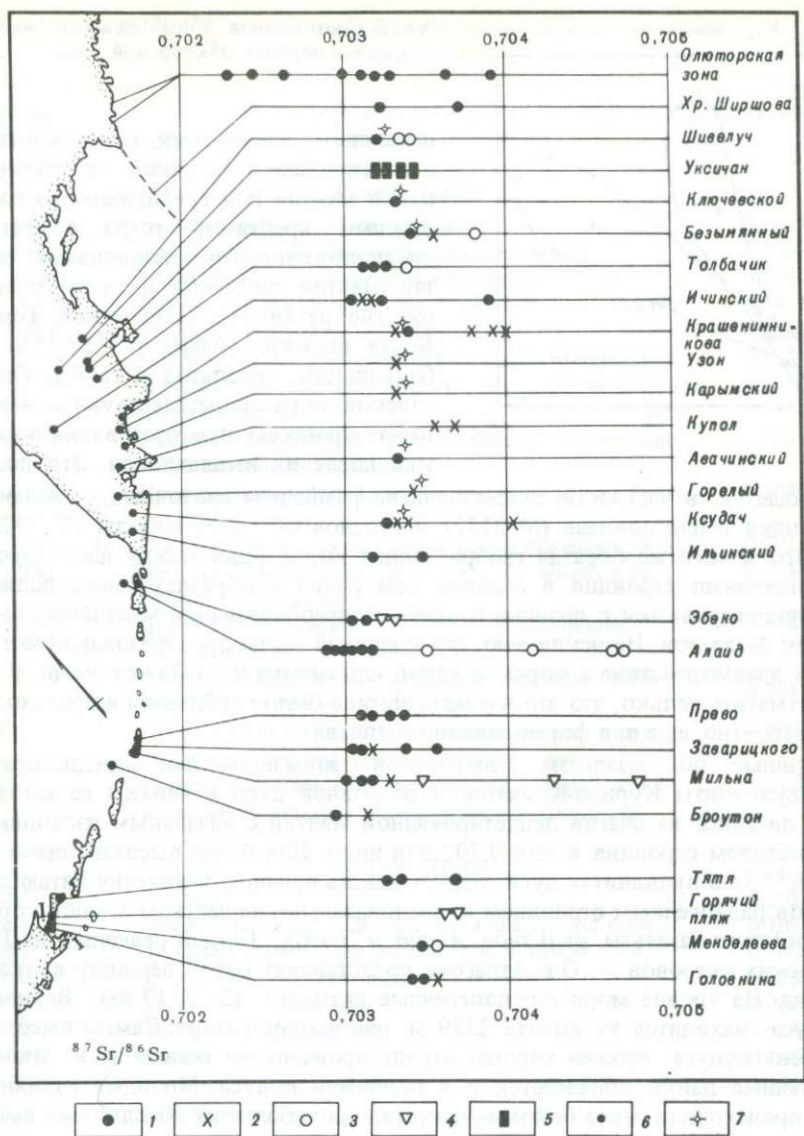 0,702 0,703 0,704 0,705
Олюторская
зона
Хр. Ширшова
Шивелуч
Уксичан
Ключевской
Безымянный
Толбачик
Ичинский
Крашенинни-
кова
Узон
Карымский
Купол
Авачинский
Горелый
Ксудач
Ильинский
Эбеко
Алаид
Прево
Заварицкого
Мильна
Броутон
Тятя
Горячий
пляж
Менделеева
Головнина
0,702 0,703 0,704 0,705
87Sr/86Sr
1 2 3 4 5 6 7